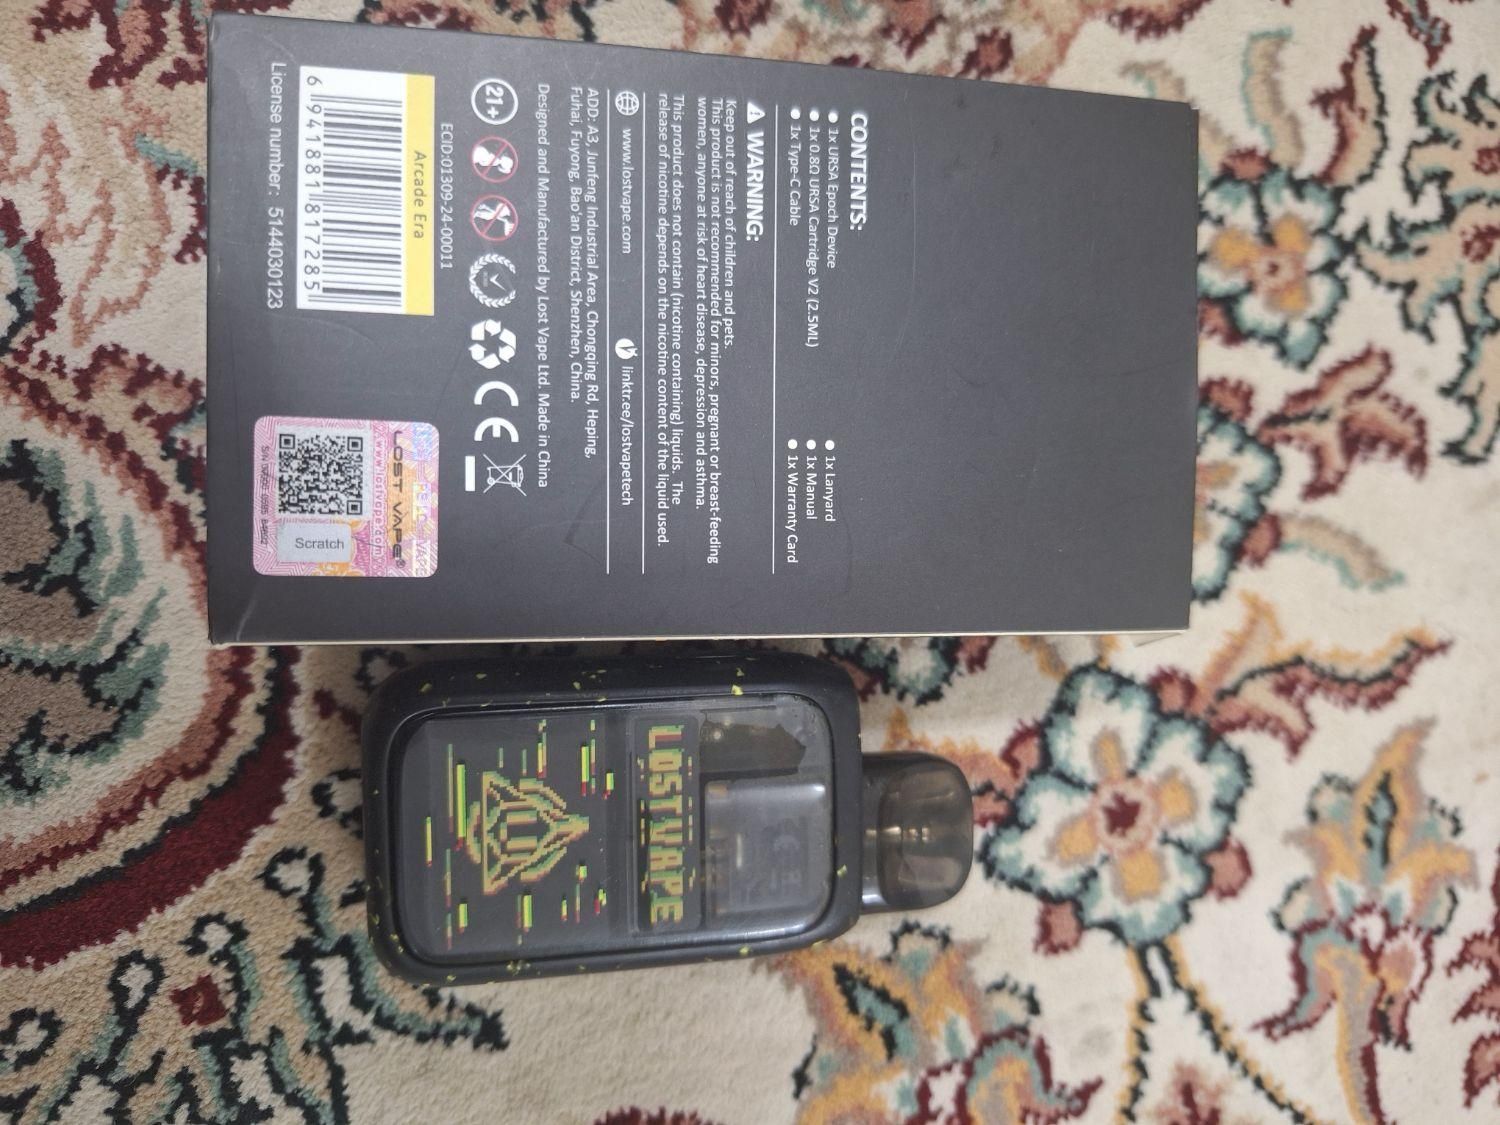 CONTENTS:
1x URSA Epoch Device
1x 0.8Ω URSA Cartridge V2 (2.5ML)
1x Type-C Cable
1x Lanyard
1x Manual
1x Warranty Card
WARNING:
Keep out of reach of children and pets.
This product is not recommended for minors, pregnant or breast-feeding
women, anyone at risk of heart disease, depression and asthma.
This product does not contain (nicotine containing) liquids. The
release of nicotine depends on the nicotine content of the liquid used.
www.lostvape.com
linktr.ee/lostvapetech
ADD: A3, Junfeng Industrial Area, Chongqing Rd, Heping,
Fuhai, Fuyong, Bao'an District, Shenzhen, China.
Designed and Manufactured by Lost Vape Ltd. Made in China
21+
CE
ECID:01309-24-00011
Arcade Era
6 941881 817285
License number: 5144030123
LOST VAPE®
www.lostvape.com
Scratch
LOST VAPE
CE